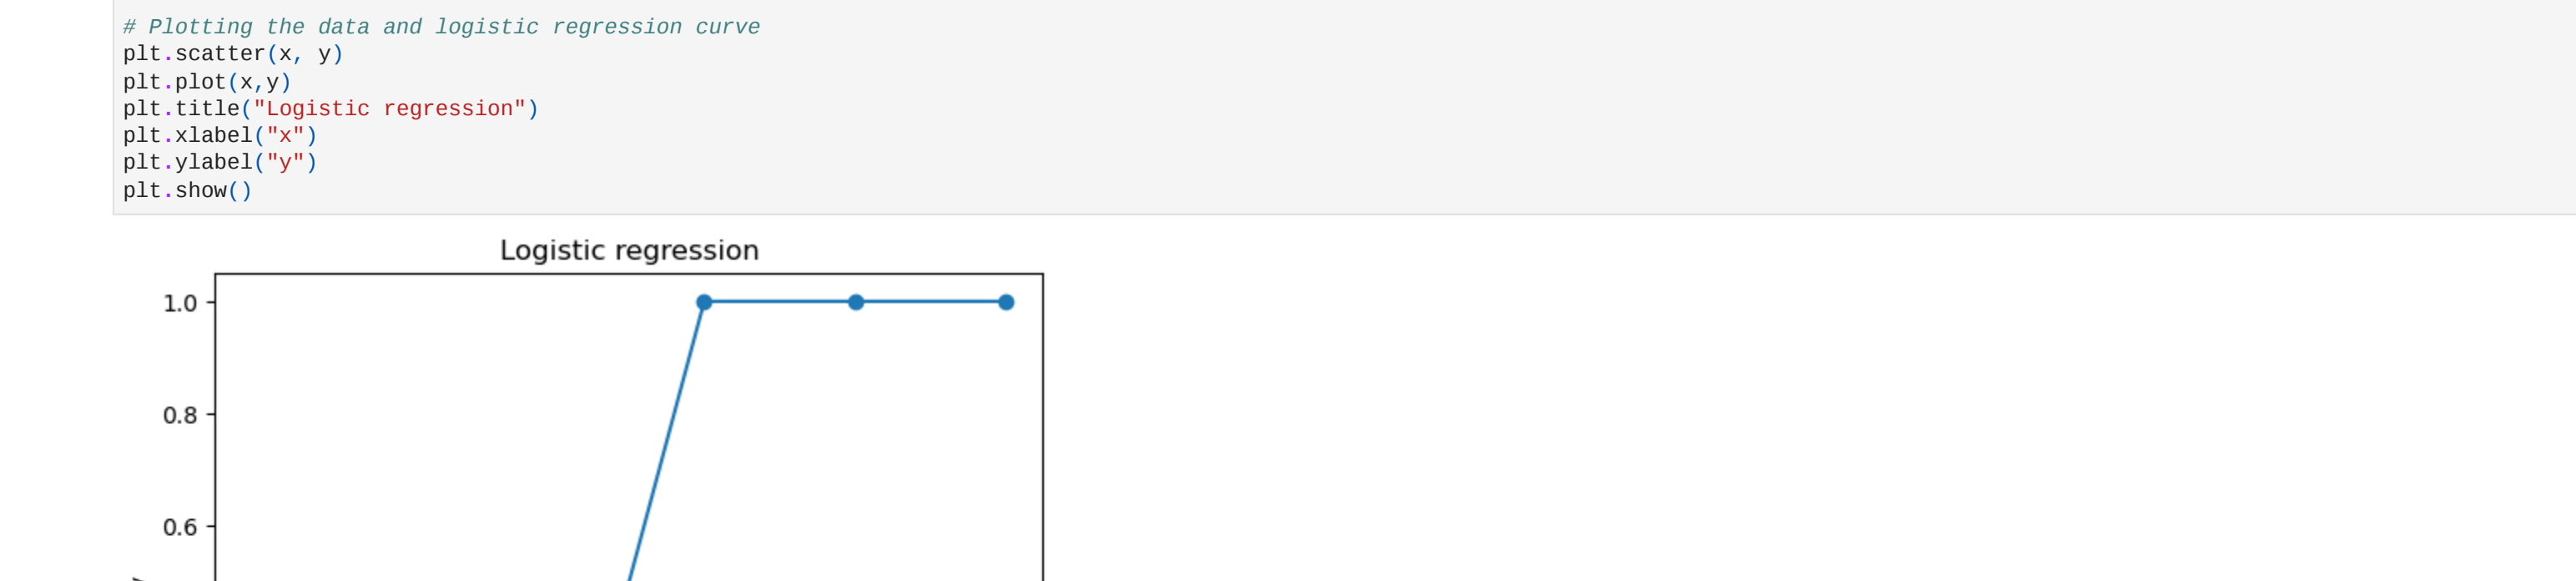 # Plotting the data and logistic regression curve
plt.scatter(x, y)
plt.plot(x,y)
plt.title("Logistic regression")
plt.xlabel("x")
plt.ylabel("y")
plt.show()
Logistic regression
1.0
0.8
0.6